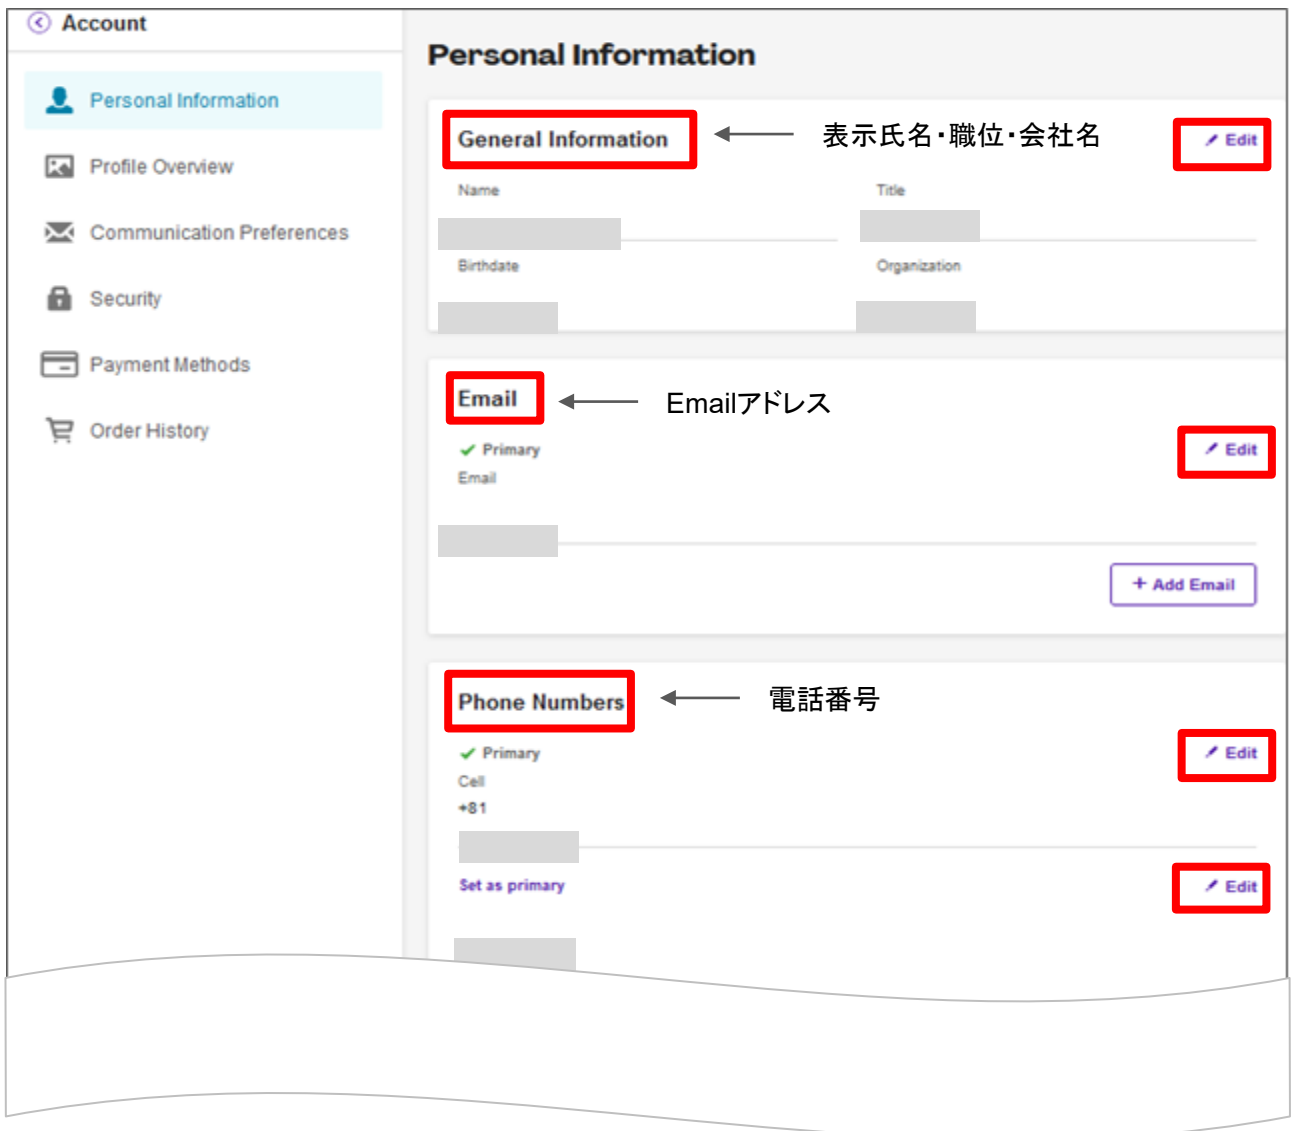 Account
Personal Information
Profile Overview
Communication Preferences
Security
Payment Methods
Order History
Personal Information
General Information
表示氏名・職位・会社名
Edit
Name
Title
Birthdate
Organization
Email
Emailアドレス
Primary
Edit
Email
+ Add Email
Phone Numbers
電話番号
Primary
Edit
Cell
+81
Set as primary
Edit